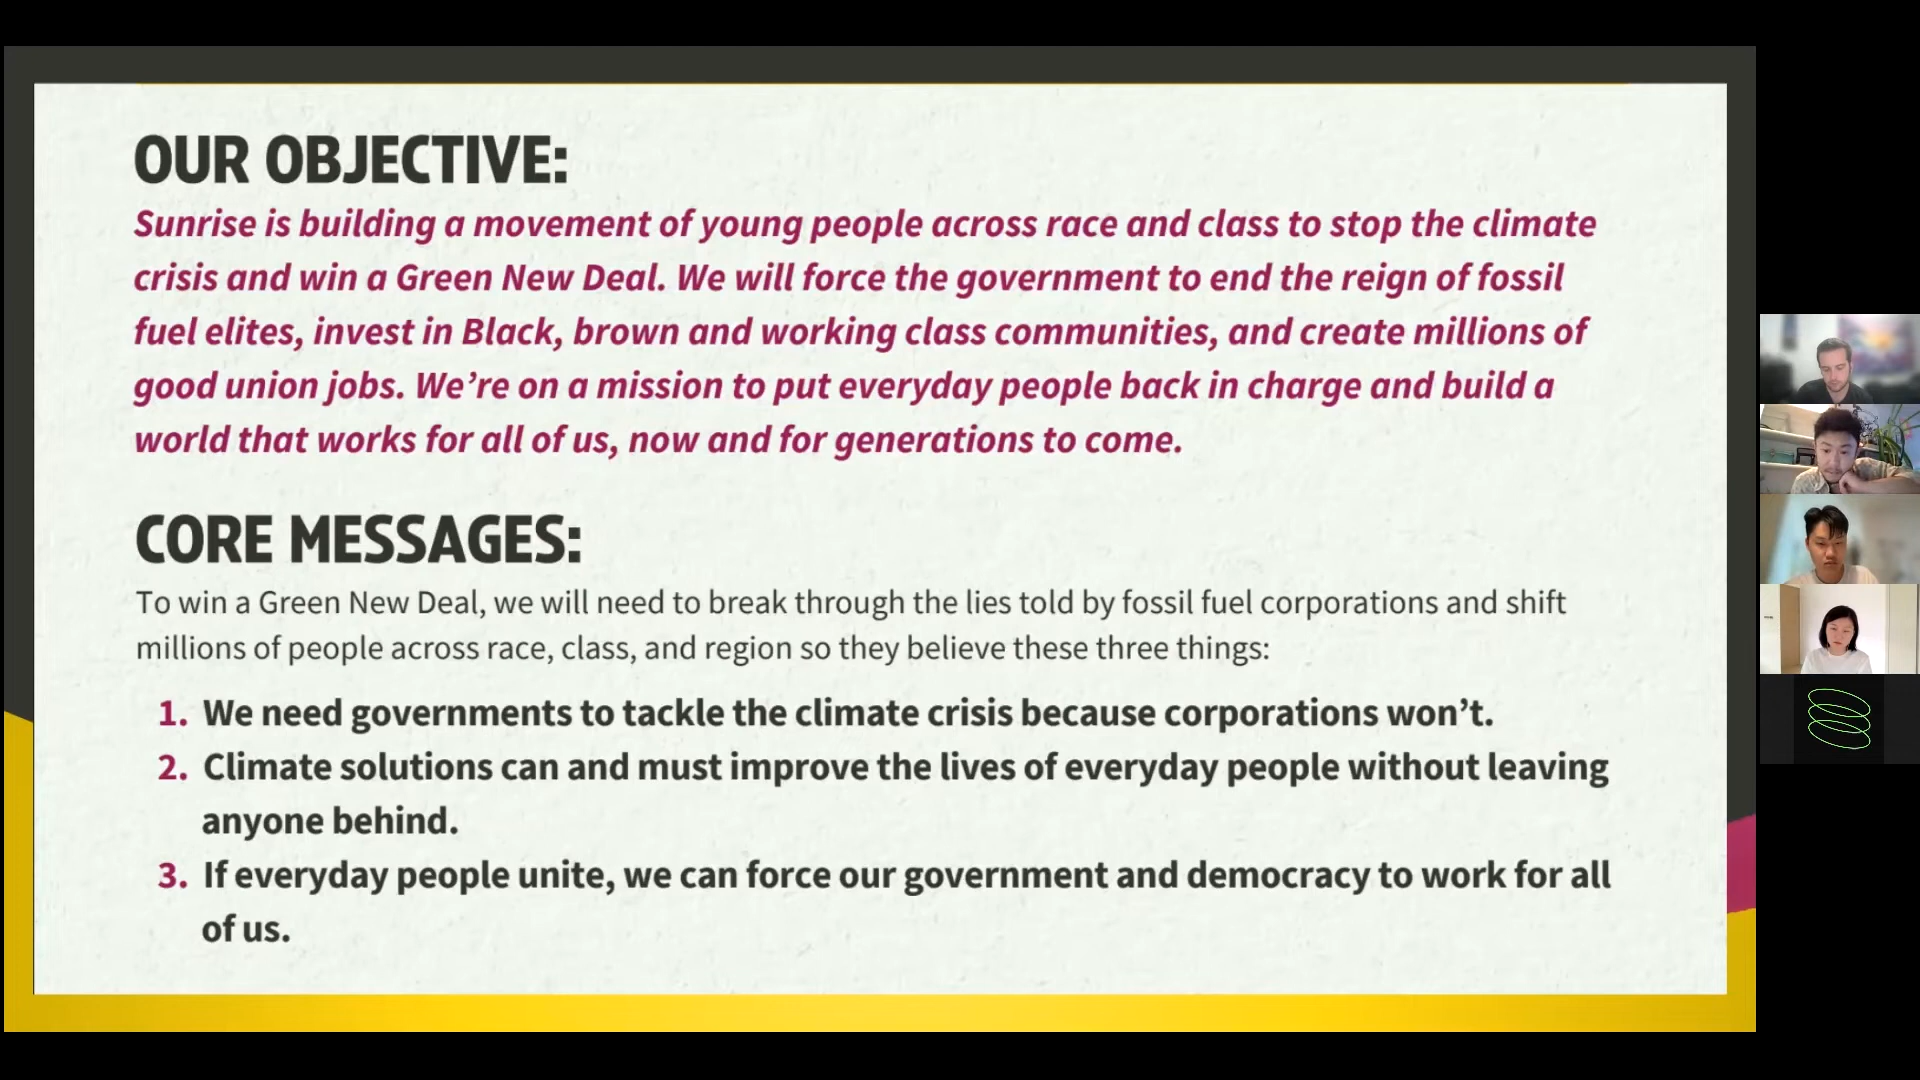 OUR OBJECTIVE:
Sunrise is building a movement of young people across race and class to stop the climate
crisis and win a Green New Deal. We will force the government to end the reign of fossil
fuel elites, invest in Black, brown and working class communities, and create millions of
good union jobs. We’re on a mission to put everyday people back in charge and build a
world that works for all of us, now and for generations to come.
CORE MESSAGES:
To win a Green New Deal, we will need to break through the lies told by fossil fuel corporations and shift
millions of people across race, class, and region so they believe these three things:
1. We need governments to tackle the climate crisis because corporations won’t.
2. Climate solutions can and must improve the lives of everyday people without leaving
anyone behind.
3. If everyday people unite, we can force our government and democracy to work for all
of us.